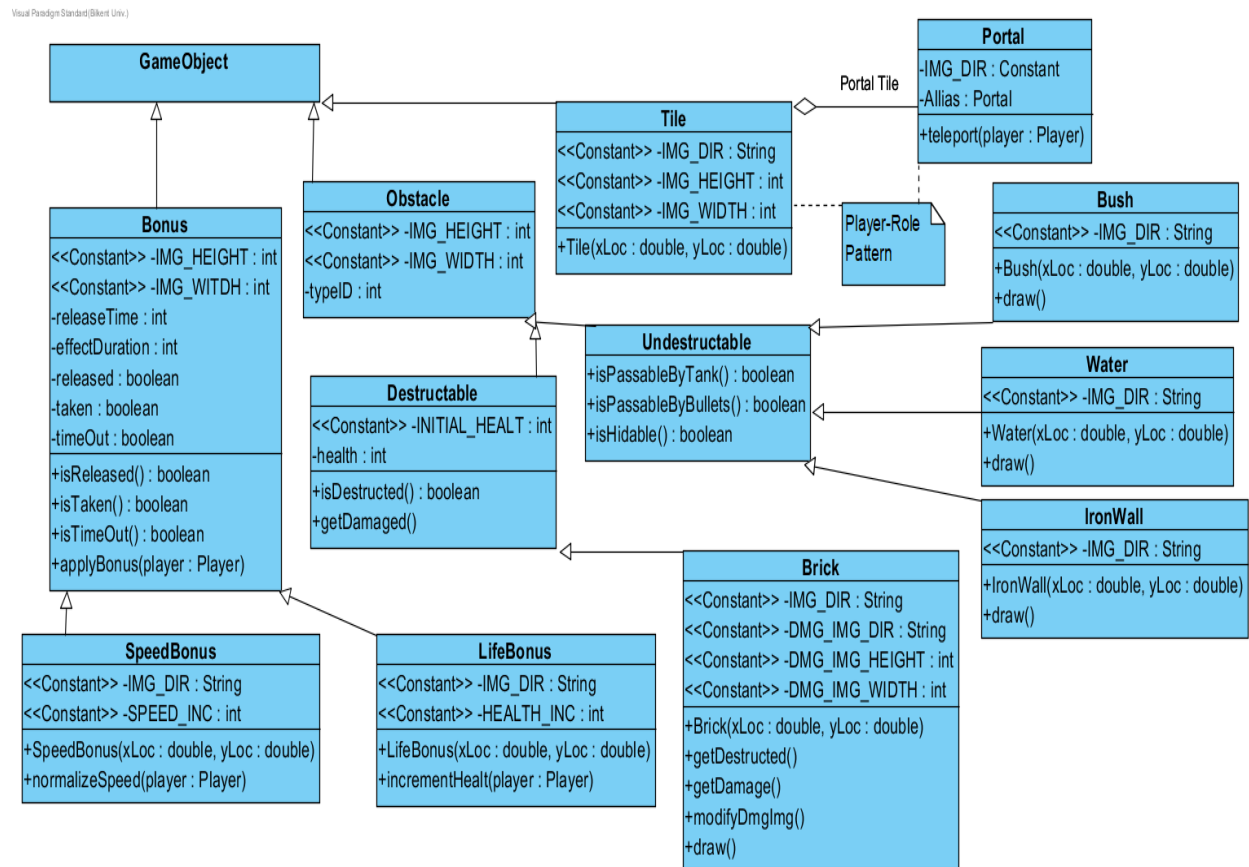 Visual Paradigm Standard(Bilkent Univ.)
GameObject
Portal
-IMG_DIR : Constant
-Allias : Portal
+teleport(player : Player)
Portal Tile
Tile
<<Constant>> -IMG_DIR : String
<<Constant>> -IMG_HEIGHT : int
<<Constant>> -IMG_WIDTH : int
+Tile(xLoc : double, yLoc : double)
Player-Role
Pattern
Obstacle
<<Constant>> -IMG_HEIGHT : int
<<Constant>> -IMG_WIDTH : int
-typeID : int
Bonus
<<Constant>> -IMG_HEIGHT : int
<<Constant>> -IMG_WITDH : int
-releaseTime : int
-effectDuration : int
-released : boolean
-taken : boolean
-timeOut : boolean
+isReleased() : boolean
+isTaken() : boolean
+isTimeOut() : boolean
+applyBonus(player : Player)
Bush
<<Constant>> -IMG_DIR : String
+Bush(xLoc : double, yLoc : double)
+draw()
Undestructable
+isPassableByTank() : boolean
+isPassableByBullets() : boolean
+isHidable() : boolean
Destructable
<<Constant>> -INITIAL_HEALT : int
-health : int
+isDestructed() : boolean
+getDamaged()
Water
<<Constant>> -IMG_DIR : String
+Water(xLoc : double, yLoc : double)
+draw()
IronWall
<<Constant>> -IMG_DIR : String
+IronWall(xLoc : double, yLoc : double)
+draw()
Brick
<<Constant>> -IMG_DIR : String
<<Constant>> -DMG_IMG_DIR : String
<<Constant>> -DMG_IMG_HEIGHT : int
<<Constant>> -DMG_IMG_WIDTH : int
+Brick(xLoc : double, yLoc : double)
+getDestructed()
+getDamage()
+modifyDmgImg()
+draw()
SpeedBonus
<<Constant>> -IMG_DIR : String
<<Constant>> -SPEED_INC : int
+SpeedBonus(xLoc : double, yLoc : double)
+normalizeSpeed(player : Player)
LifeBonus
<<Constant>> -IMG_DIR : String
<<Constant>> -HEALTH_INC : int
+LifeBonus(xLoc : double, yLoc : double)
+incrementHealt(player : Player)